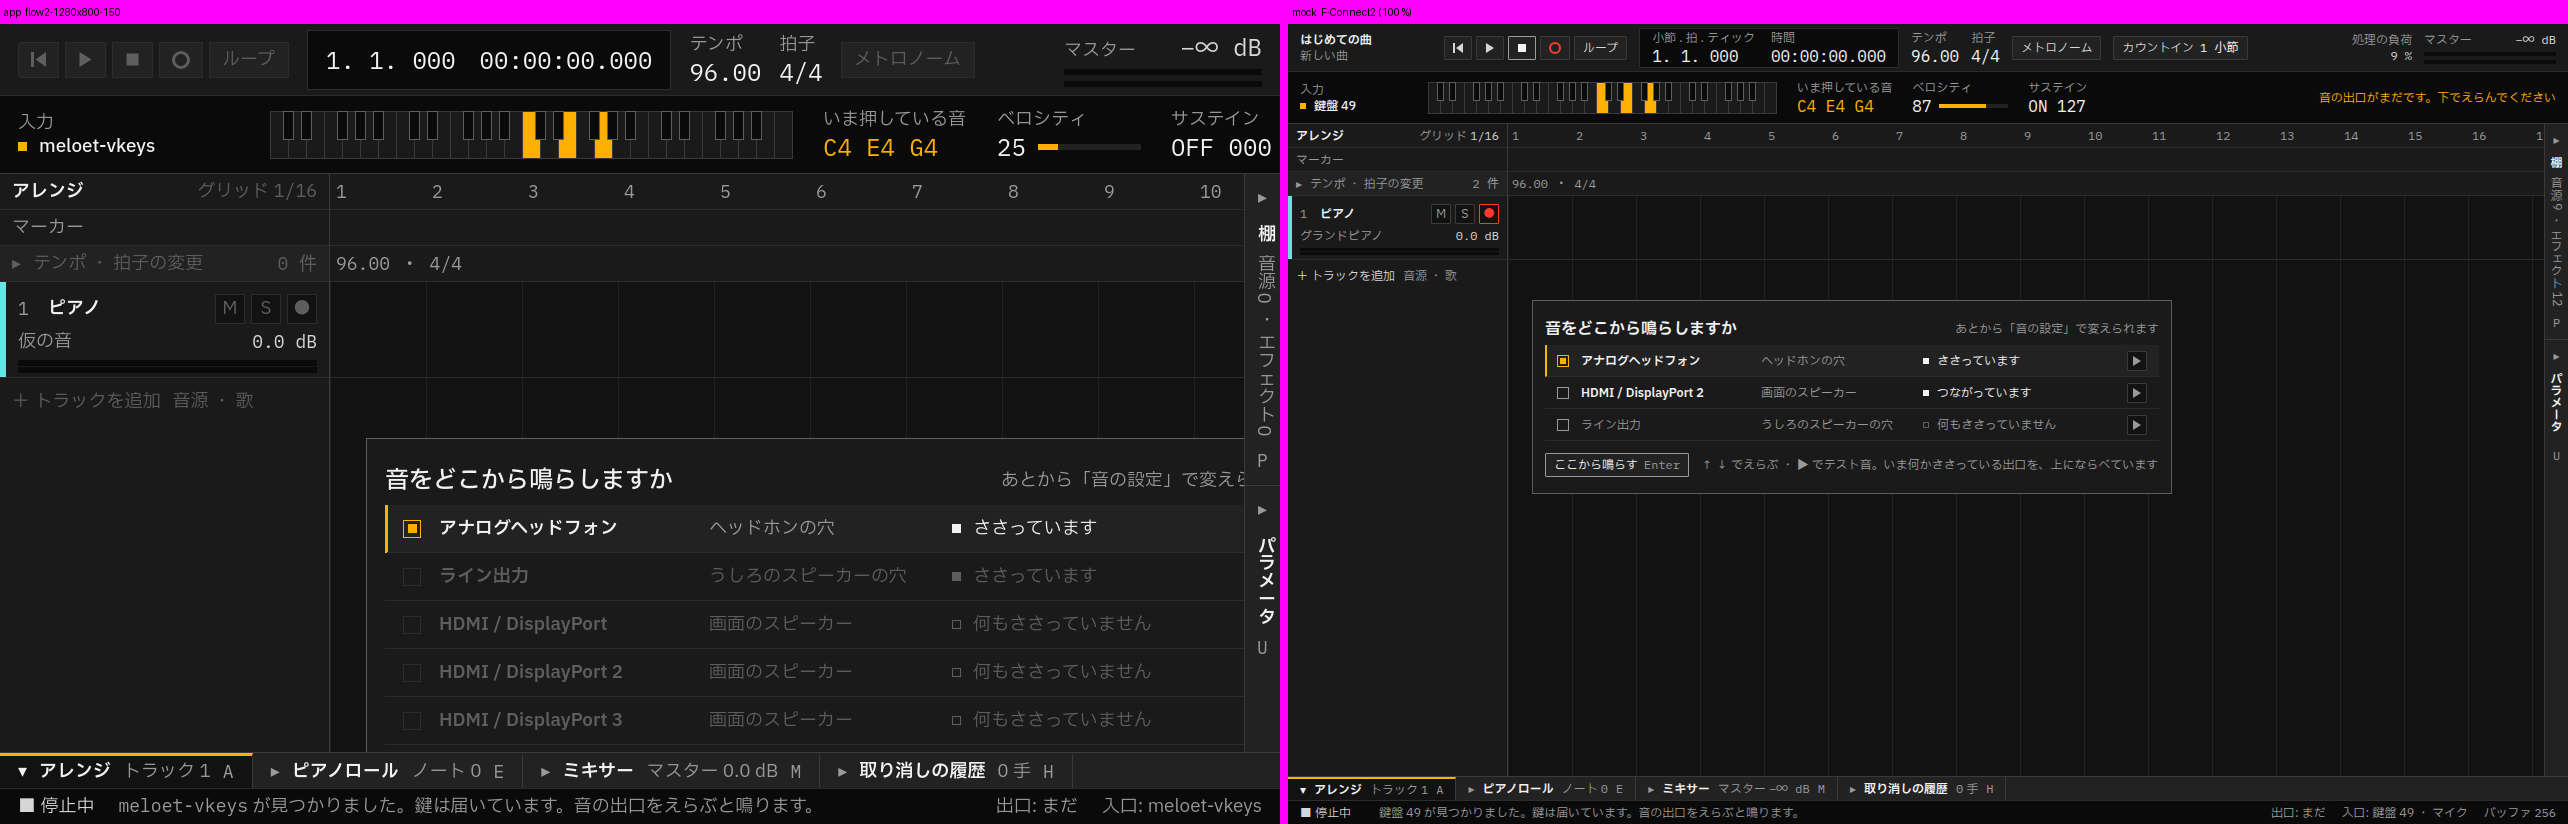 app flow2-1280x800-150
ループ
1. 1. 000 00:00:00.000
テンポ
96.00
拍子
4/4
メトロノーム
マスター -∞ dB
入力
meloet-vkeys
いま押している音
C4 E4 G4
ベロシティ
25
サステイン
OFF 000
アレンジ グリッド 1/16
1 2 3 4 5 6 7 8 9 10
マーカー
▶ テンポ・拍子の変更 0 件
96.00 ・ 4/4
1 ピアノ M S
仮の音 0.0 dB
＋トラックを追加 音源・歌
音をどこから鳴らしますか
あとから「音の設定」で変えら
アナログヘッドフォン ヘッドホンの穴 ささっています
ライン出力 うしろのスピーカーの穴 ささっています
HDMI / DisplayPort 画面のスピーカー 何もささっていません
HDMI / DisplayPort 2 画面のスピーカー 何もささっていません
HDMI / DisplayPort 3 画面のスピーカー 何もささっていません
▶ 棚 音源 0 ・ エフェクト 0 P
▶ パラメータ U
▼ アレンジ トラック 1 A
▶ ピアノロール ノート 0 E
▶ ミキサー マスター 0.0 dB M
▶ 取り消しの履歴 0 手 H
■ 停止中 meloet-vkeys が見つかりました。鍵は届いています。音の出口をえらぶと鳴ります。
出口: まだ 入口: meloet-vkeys
mock F-Connect2 (100%)
はじめての曲
新しい曲
ループ
小節.拍.ティック
1. 1. 000
時間
00:00:00.000
テンポ
96.00
拍子
4/4
メトロノーム
カウントイン 1 小節
処理の負荷
9 %
マスター -∞ dB
入力
鍵盤 49
いま押している音
C4 E4 G4
ベロシティ
87
サステイン
ON 127
音の出口がまだです。下でえらんでください
アレンジ グリッド 1/16
1 2 3 4 5 6 7 8 9 10 11 12 13 14 15 16 1
マーカー
▶ テンポ・拍子の変更 2 件
96.00 ・ 4/4
1 ピアノ M S
グランドピアノ 0.0 dB
＋トラックを追加 音源・歌
音をどこから鳴らしますか
あとから「音の設定」で変えられます
アナログヘッドフォン ヘッドホンの穴 ささっています
HDMI / DisplayPort 2 画面のスピーカー つながっています
ライン出力 うしろのスピーカーの穴 何もささっていません
ここから鳴らす Enter
↑ ↓ でえらぶ ・ ▶ でテスト音。いま何かささっている出口を、上にならべています
▶ 棚 音源 9 ・ エフェクト 12 P
▶ パラメータ U
▼ アレンジ トラック 1 A
▶ ピアノロール ノート 0 E
▶ ミキサー マスター -∞ dB M
▶ 取り消しの履歴 0 手 H
■ 停止中 鍵盤 49 が見つかりました。鍵は届いています。音の出口をえらぶと鳴ります。
出口: まだ 入口: 鍵盤 49 ・ マイク バッファ 256